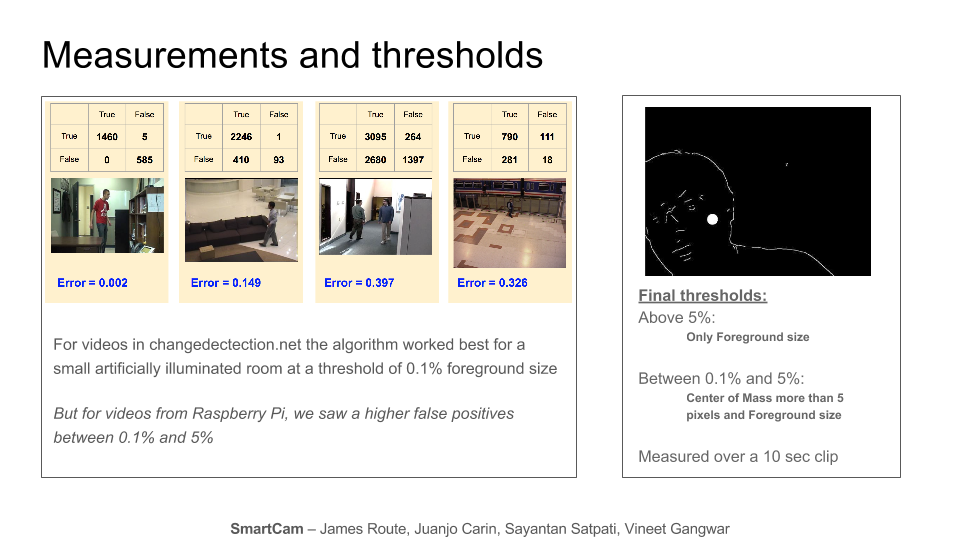 Measurements and thresholds
True False
True 1460 5
False 0 585
Error = 0.002
True False
True 2246 1
False 410 93
Error = 0.149
True False
True 3095 264
False 2680 1397
Error = 0.397
True False
True 790 111
False 281 18
Error = 0.326
For videos in changedectection.net the algorithm worked best for a
small artificially illuminated room at a threshold of 0.1% foreground size
But for videos from Raspberry Pi, we saw a higher false positives
between 0.1% and 5%
Final thresholds:
Above 5%:
Only Foreground size
Between 0.1% and 5%:
Center of Mass more than 5
pixels and Foreground size
Measured over a 10 sec clip
SmartCam – James Route, Juanjo Carin, Sayantan Satpati, Vineet Gangwar